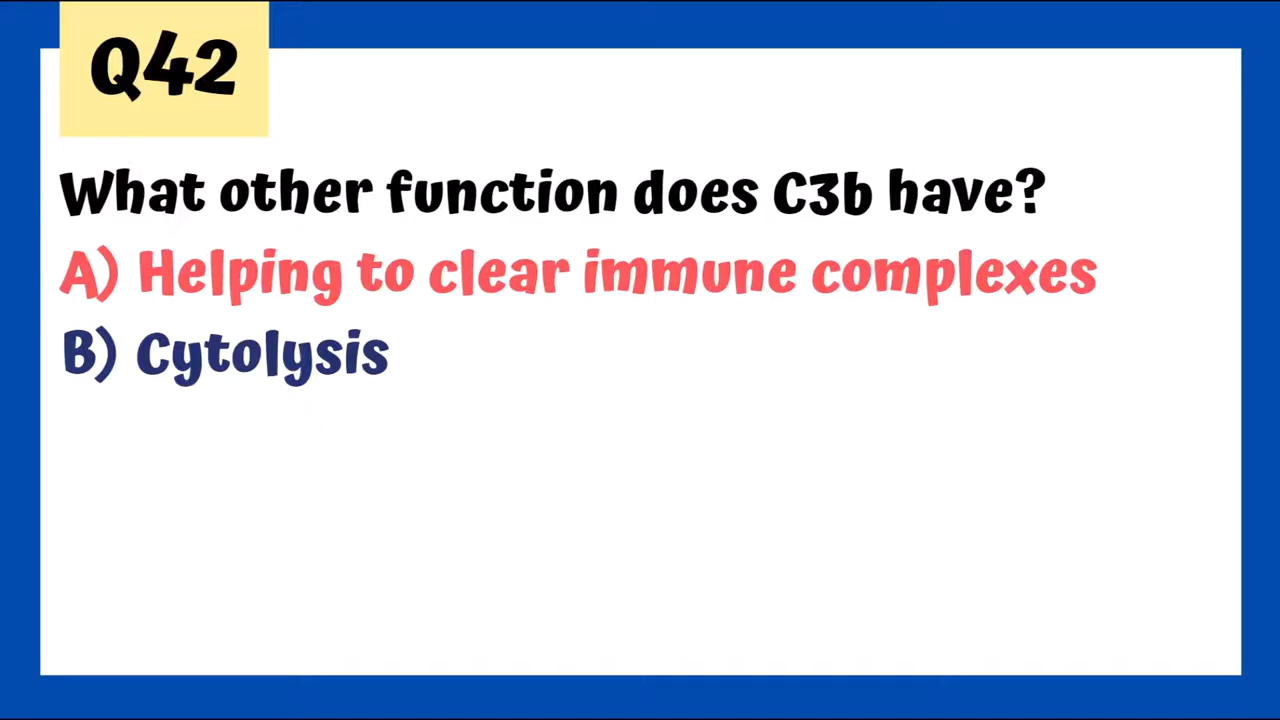 Q42
What other function does C3b have?
A) Helping to clear immune complexes
B) Cytolysis